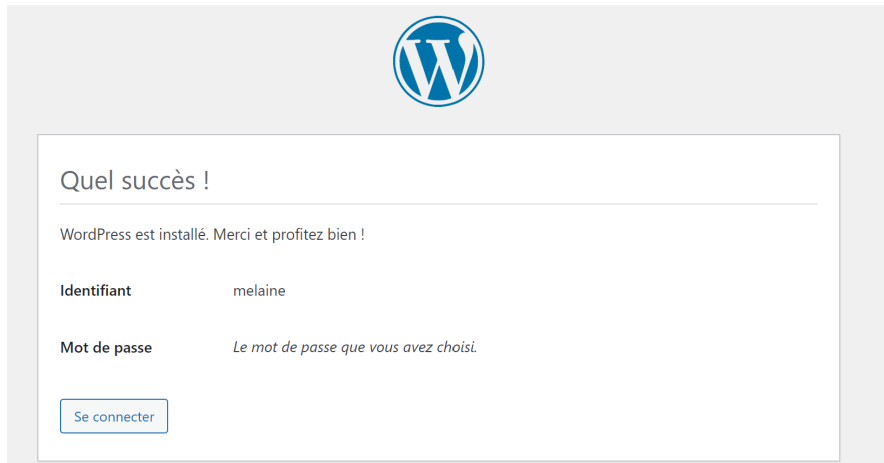 Quel succès !
WordPress est installé. Merci et profitez bien !
Identifiant melaine
Mot de passe Le mot de passe que vous avez choisi.
Se connecter